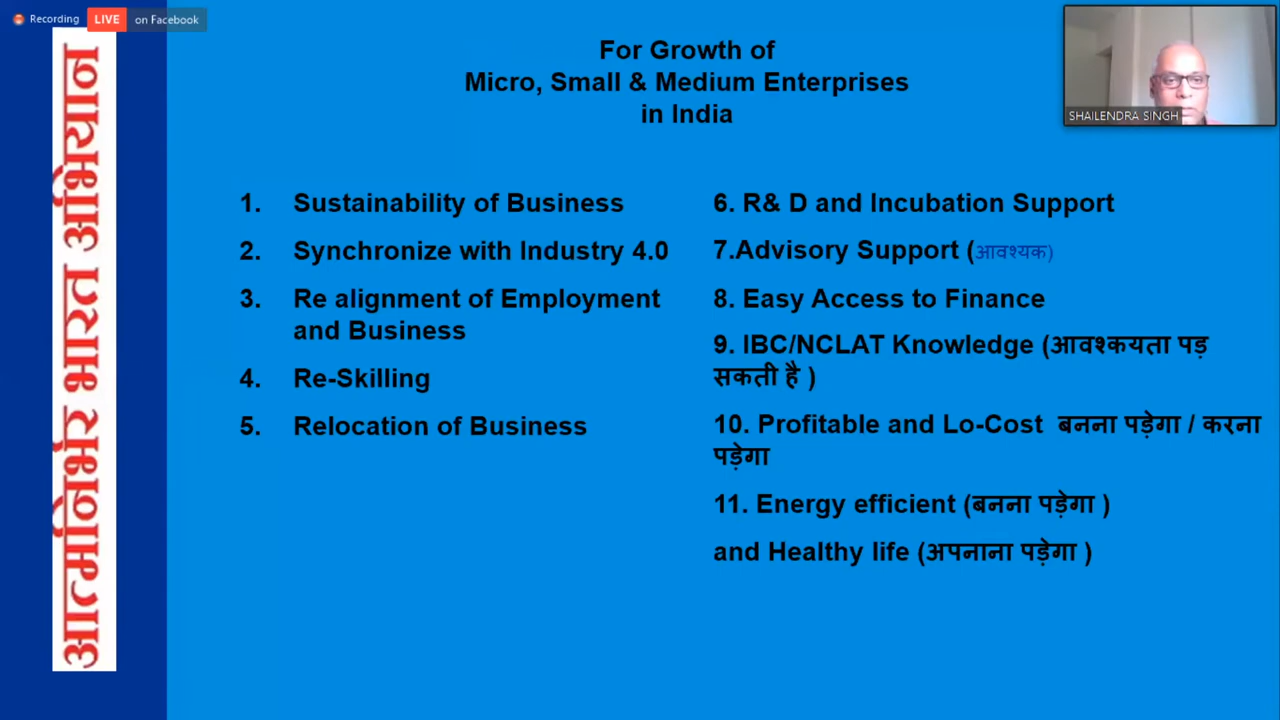 Recording
LIVE on Facebook
आत्मनिर्भर भारत अभियान
For Growth of
Micro, Small & Medium Enterprises
in India
SHAILENDRA SINGH
1. Sustainability of Business
2. Synchronize with Industry 4.0
3. Re alignment of Employment
and Business
4. Re-Skilling
5. Relocation of Business
6. R& D and Incubation Support
7.Advisory Support (आवश्यक)
8. Easy Access to Finance
9. IBC/NCLAT Knowledge (आवश्कयता पड़
सकती है )
10. Profitable and Lo-Cost बनना पड़ेगा / करना
पड़ेगा
11. Energy efficient (बनना पड़ेगा )
and Healthy life (अपनाना पड़ेगा )